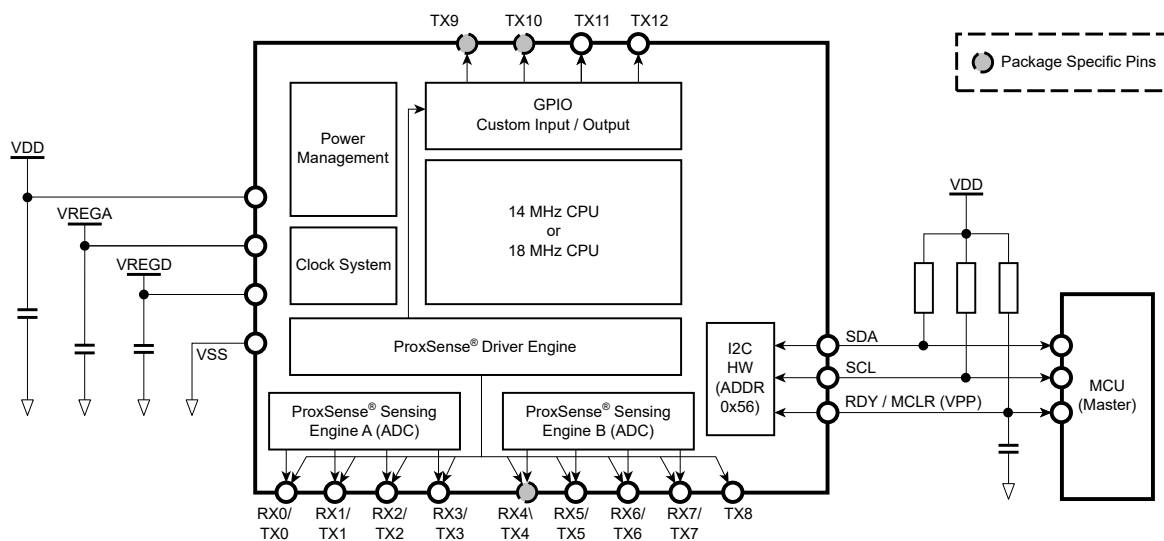 TX9 TX10 TX11 TX12
Package Specific Pins
GPIO
Custom Input / Output
Power
Management
VDD
VREGA
VREGD
VSS
14 MHz CPU
or
18 MHz CPU
Clock System
VDD
ProxSense® Driver Engine
I2C
HW
(ADDR
0x56)
SDA
SCL
RDY / MCLR (VPP)
MCU
(Master)
ProxSense® Sensing
Engine A (ADC)
ProxSense® Sensing
Engine B (ADC)
RX0/
TX0
RX1/
TX1
RX2/
TX2
RX3/
TX3
RX4\
TX4
RX5/
TX5
RX6/
TX6
RX7/
TX7
TX8